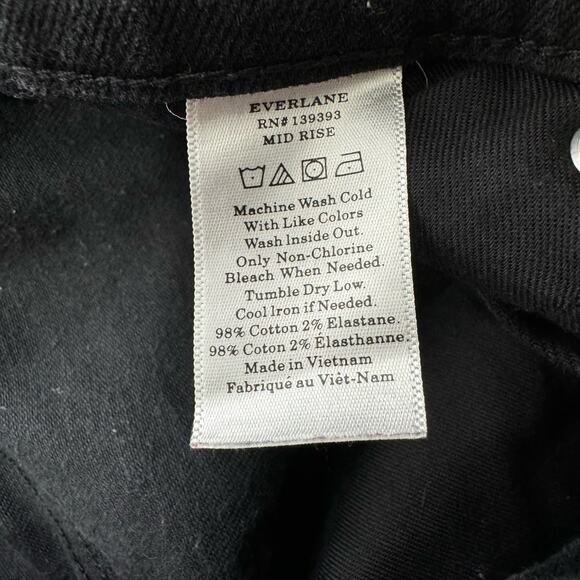 EVERLANE
RN# 139393
MID RISE
Machine Wash Cold
With Like Colors
Wash Inside Out.
Only Non-Chlorine
Bleach When Needed.
Tumble Dry Low.
Cool Iron if Needed.
98% Cotton 2% Elastane.
98% Coton 2% Élasthanne.
Made in Vietnam
Fabriqué au Viêt-Nam